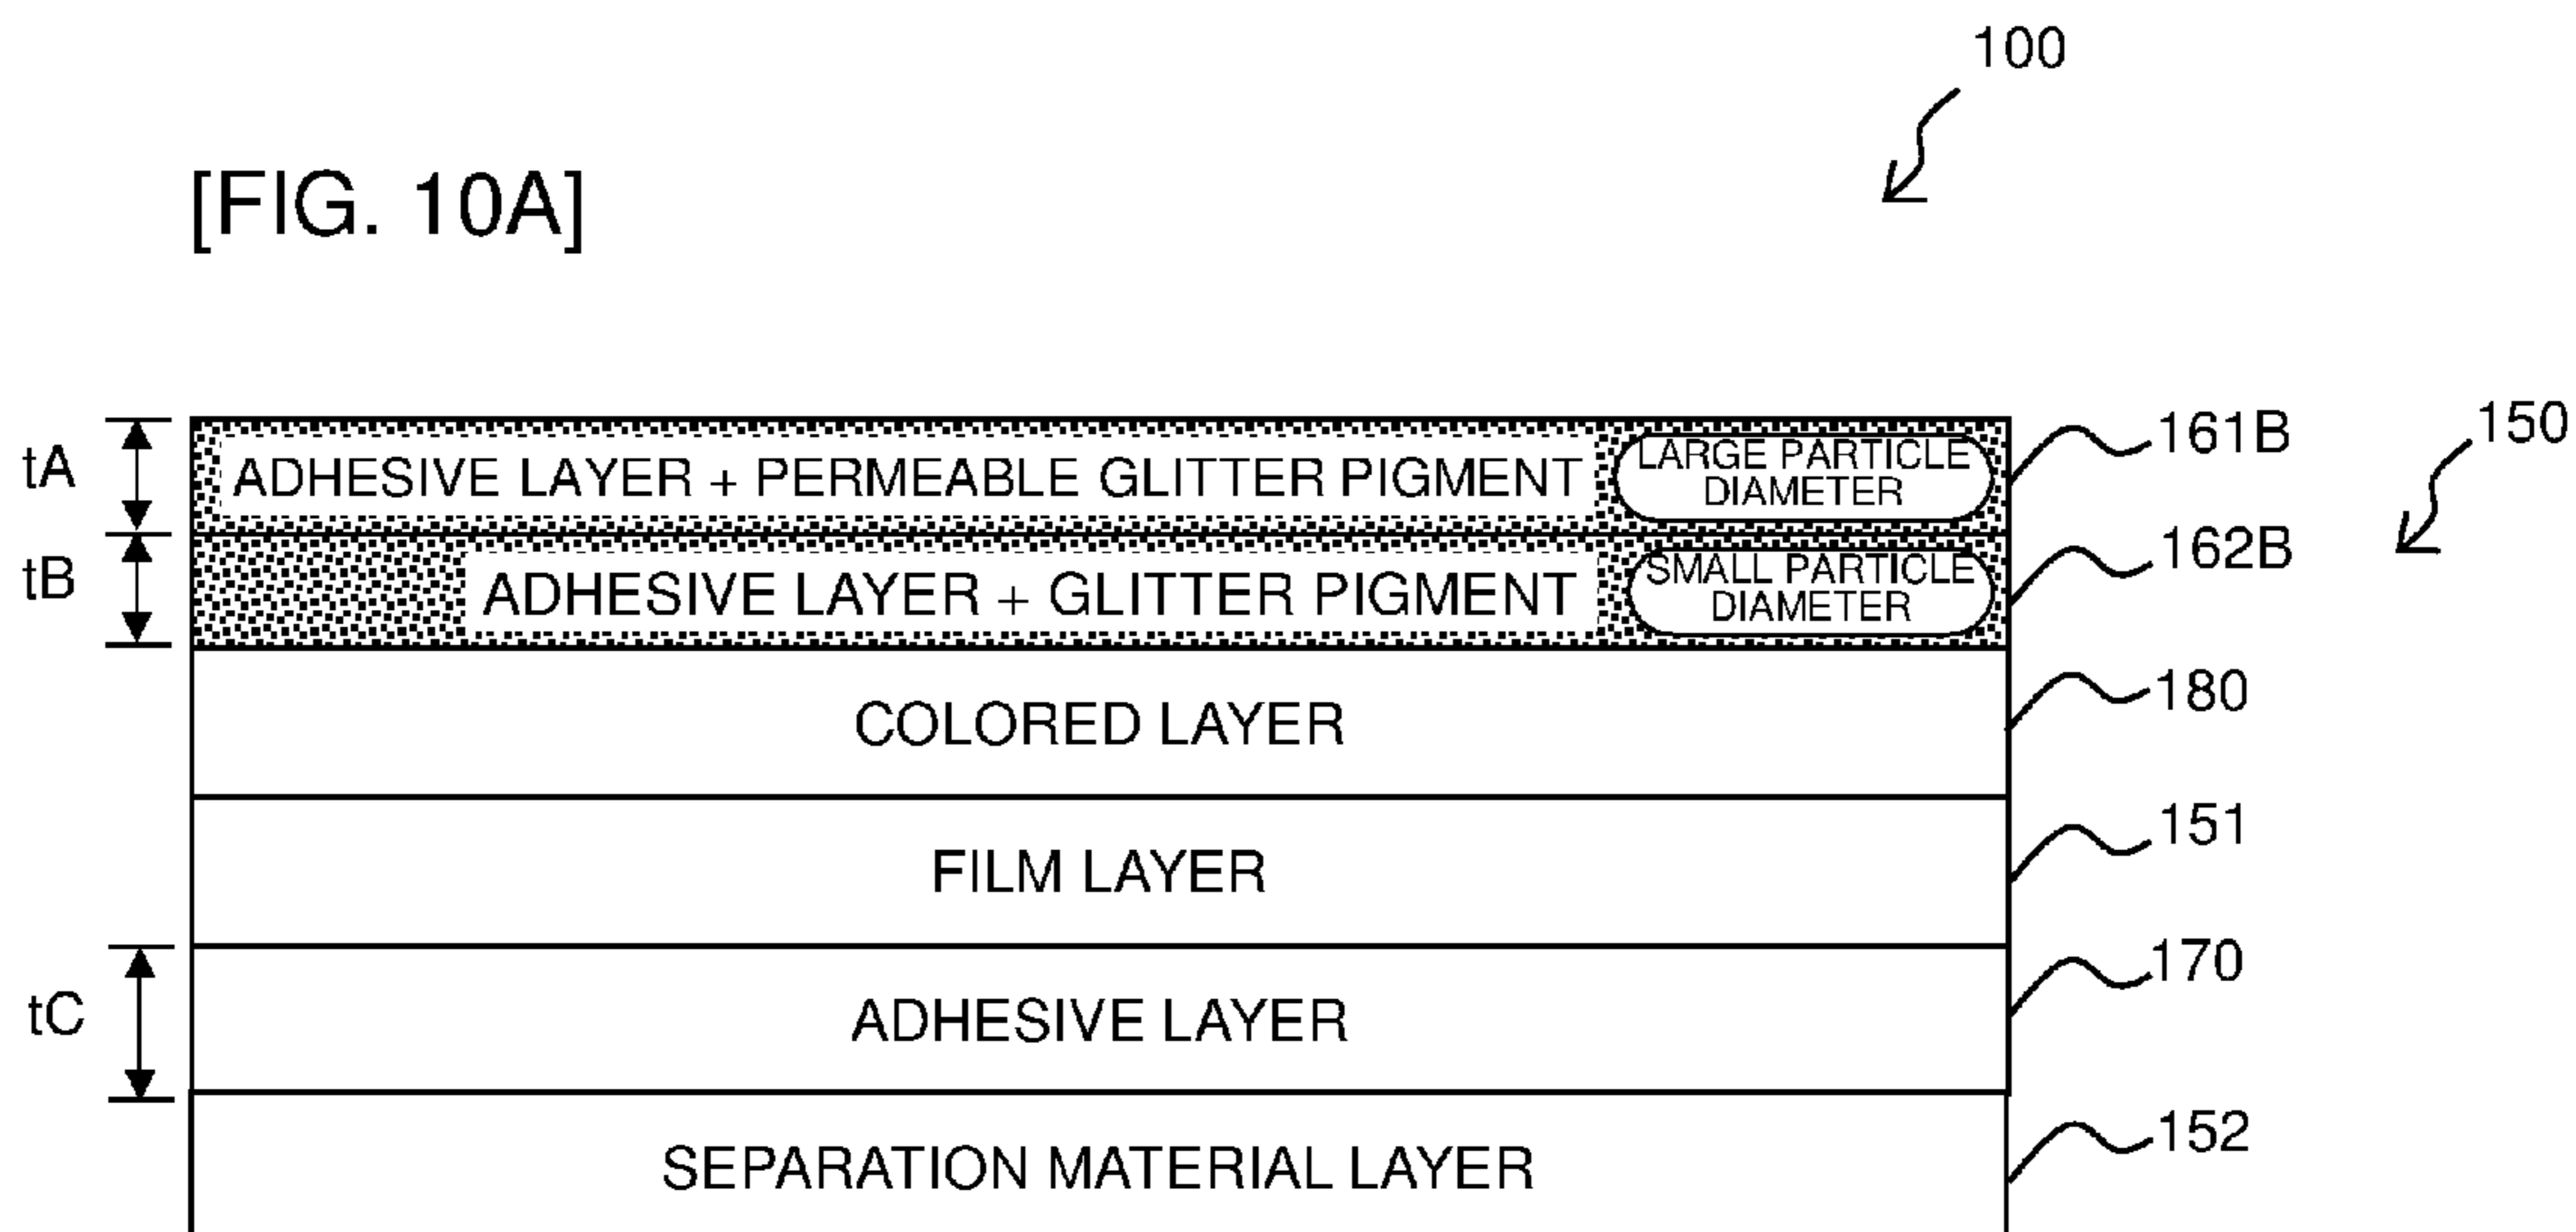 100
[FIG. 10A]
tA
ADHESIVE LAYER + PERMEABLE GLITTER PIGMENT
LARGE PARTICLE
DIAMETER
161B
150
tB
ADHESIVE LAYER + GLITTER PIGMENT
SMALL PARTICLE
DIAMETER
162B
COLORED LAYER
180
FILM LAYER
151
tC
ADHESIVE LAYER
170
SEPARATION MATERIAL LAYER
152